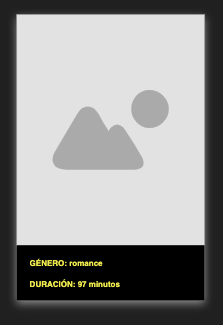 GÉNERO: romance
DURACIÓN: 97 minutos